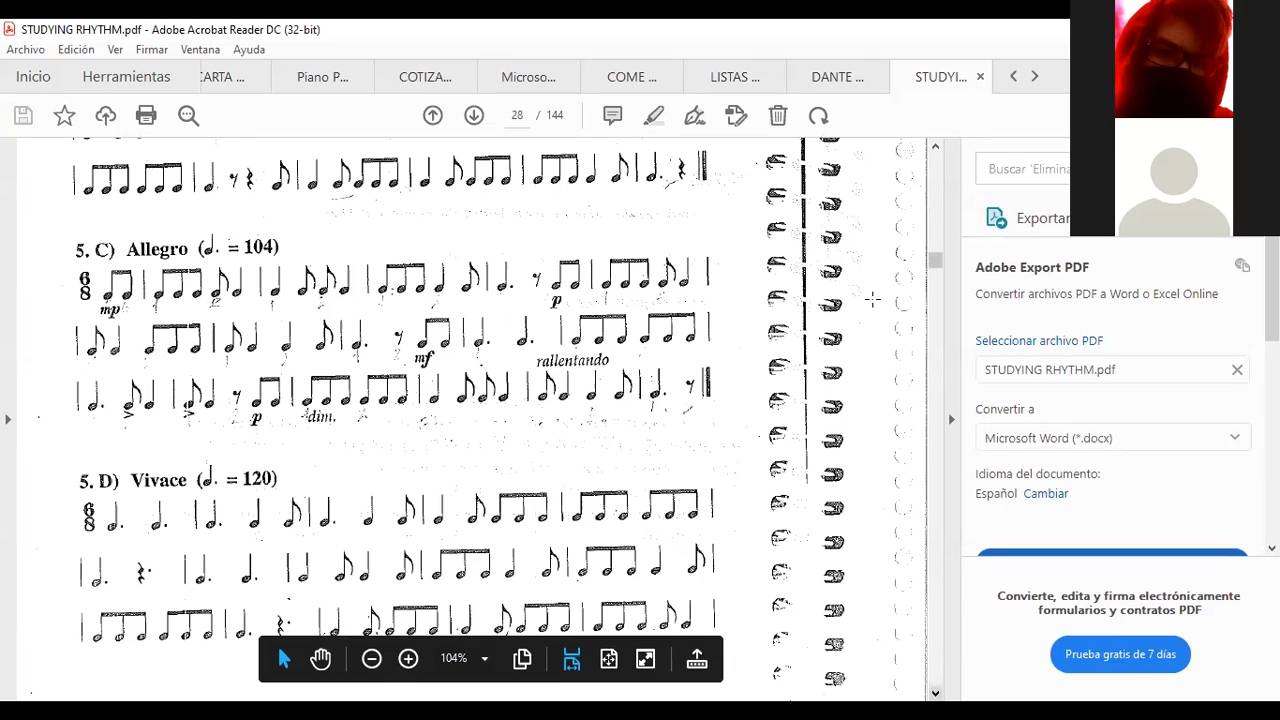 STUDYING RHYTHM.pdf - Adobe Acrobat Reader DC (32-bit)
Archivo Edición Ver Firmar Ventana Ayuda
Inicio Herramientas CARTA ... Piano P... COTIZA... Microso... COME ... LISTAS ... DANTE ... STUDYI...
28 / 144
Buscar 'Elimina
Exportar
5. C) Allegro (♩. = 104)
6
8
mp
p
mf
rallentando
p
dim.
5. D) Vivace (♩. = 120)
6
8
104%
Adobe Export PDF
Convertir archivos PDF a Word o Excel Online
Seleccionar archivo PDF
STUDYING RHYTHM.pdf
Convertir a
Microsoft Word (*.docx)
Idioma del documento:
Español Cambiar
Convierte, edita y firma electrónicamente
formularios y contratos PDF
Prueba gratis de 7 días